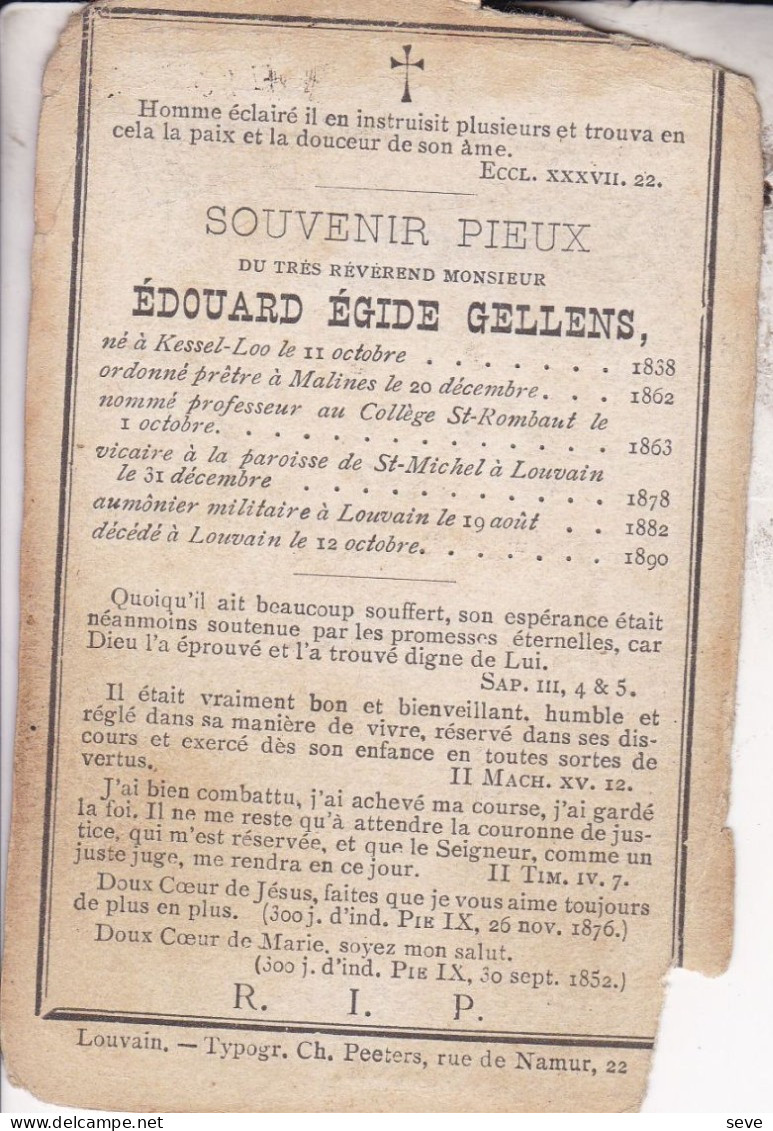 Homme éclairé il en instruisit plusieurs et trouva en
cela la paix et la douceur de son âme.
ECCL. XXXVII. 22.
SOUVENIR PIEUX
DU TRÉS RÉVÉREND MONSIEUR
ÉDOUARD ÉGIDE GELLENS,
né à Kessel-Loo le 11 octobre . . . . . . . 1838
ordonné prêtre à Malines le 20 décembre . . . 1862
nommé professeur au Collège St-Rombaut le
1 octobre. . . . . . . . . . . . . . . 1863
vicaire à la paroisse de St-Michel à Louvain
le 31 décembre . . . . . . . . . . . . 1878
aumônier militaire à Louvain le 19 août . . 1882
décédé à Louvain le 12 octobre. . . . . . . 1890
Quoiqu'il ait beaucoup souffert, son espérance était
néanmoins soutenue par les promesses éternelles, car
Dieu l'a éprouvé et l'a trouvé digne de Lui.
SAP. III, 4 & 5.
Il était vraiment bon et bienveillant, humble et
réglé dans sa manière de vivre, réservé dans ses dis-
cours et exercé dès son enfance en toutes sortes de
vertus. II MACH. XV. 12.
J'ai bien combattu, j'ai achevé ma course, j'ai gardé
la foi. Il ne me reste qu'à attendre la couronne de jus-
tice, qui m'est réservée, et que le Seigneur, comme un
juste juge, me rendra en ce jour. II TIM. IV. 7.
Doux Cœur de Jésus, faites que je vous aime toujours
de plus en plus. (300 j. d'ind. PIE IX, 26 nov. 1876.)
Doux Cœur de Marie, soyez mon salut.
(300 j. d'ind. PIE IX, 30 sept. 1852.)
R. I. P.
Louvain. — Typogr. Ch. Peeters, rue de Namur, 22
seve